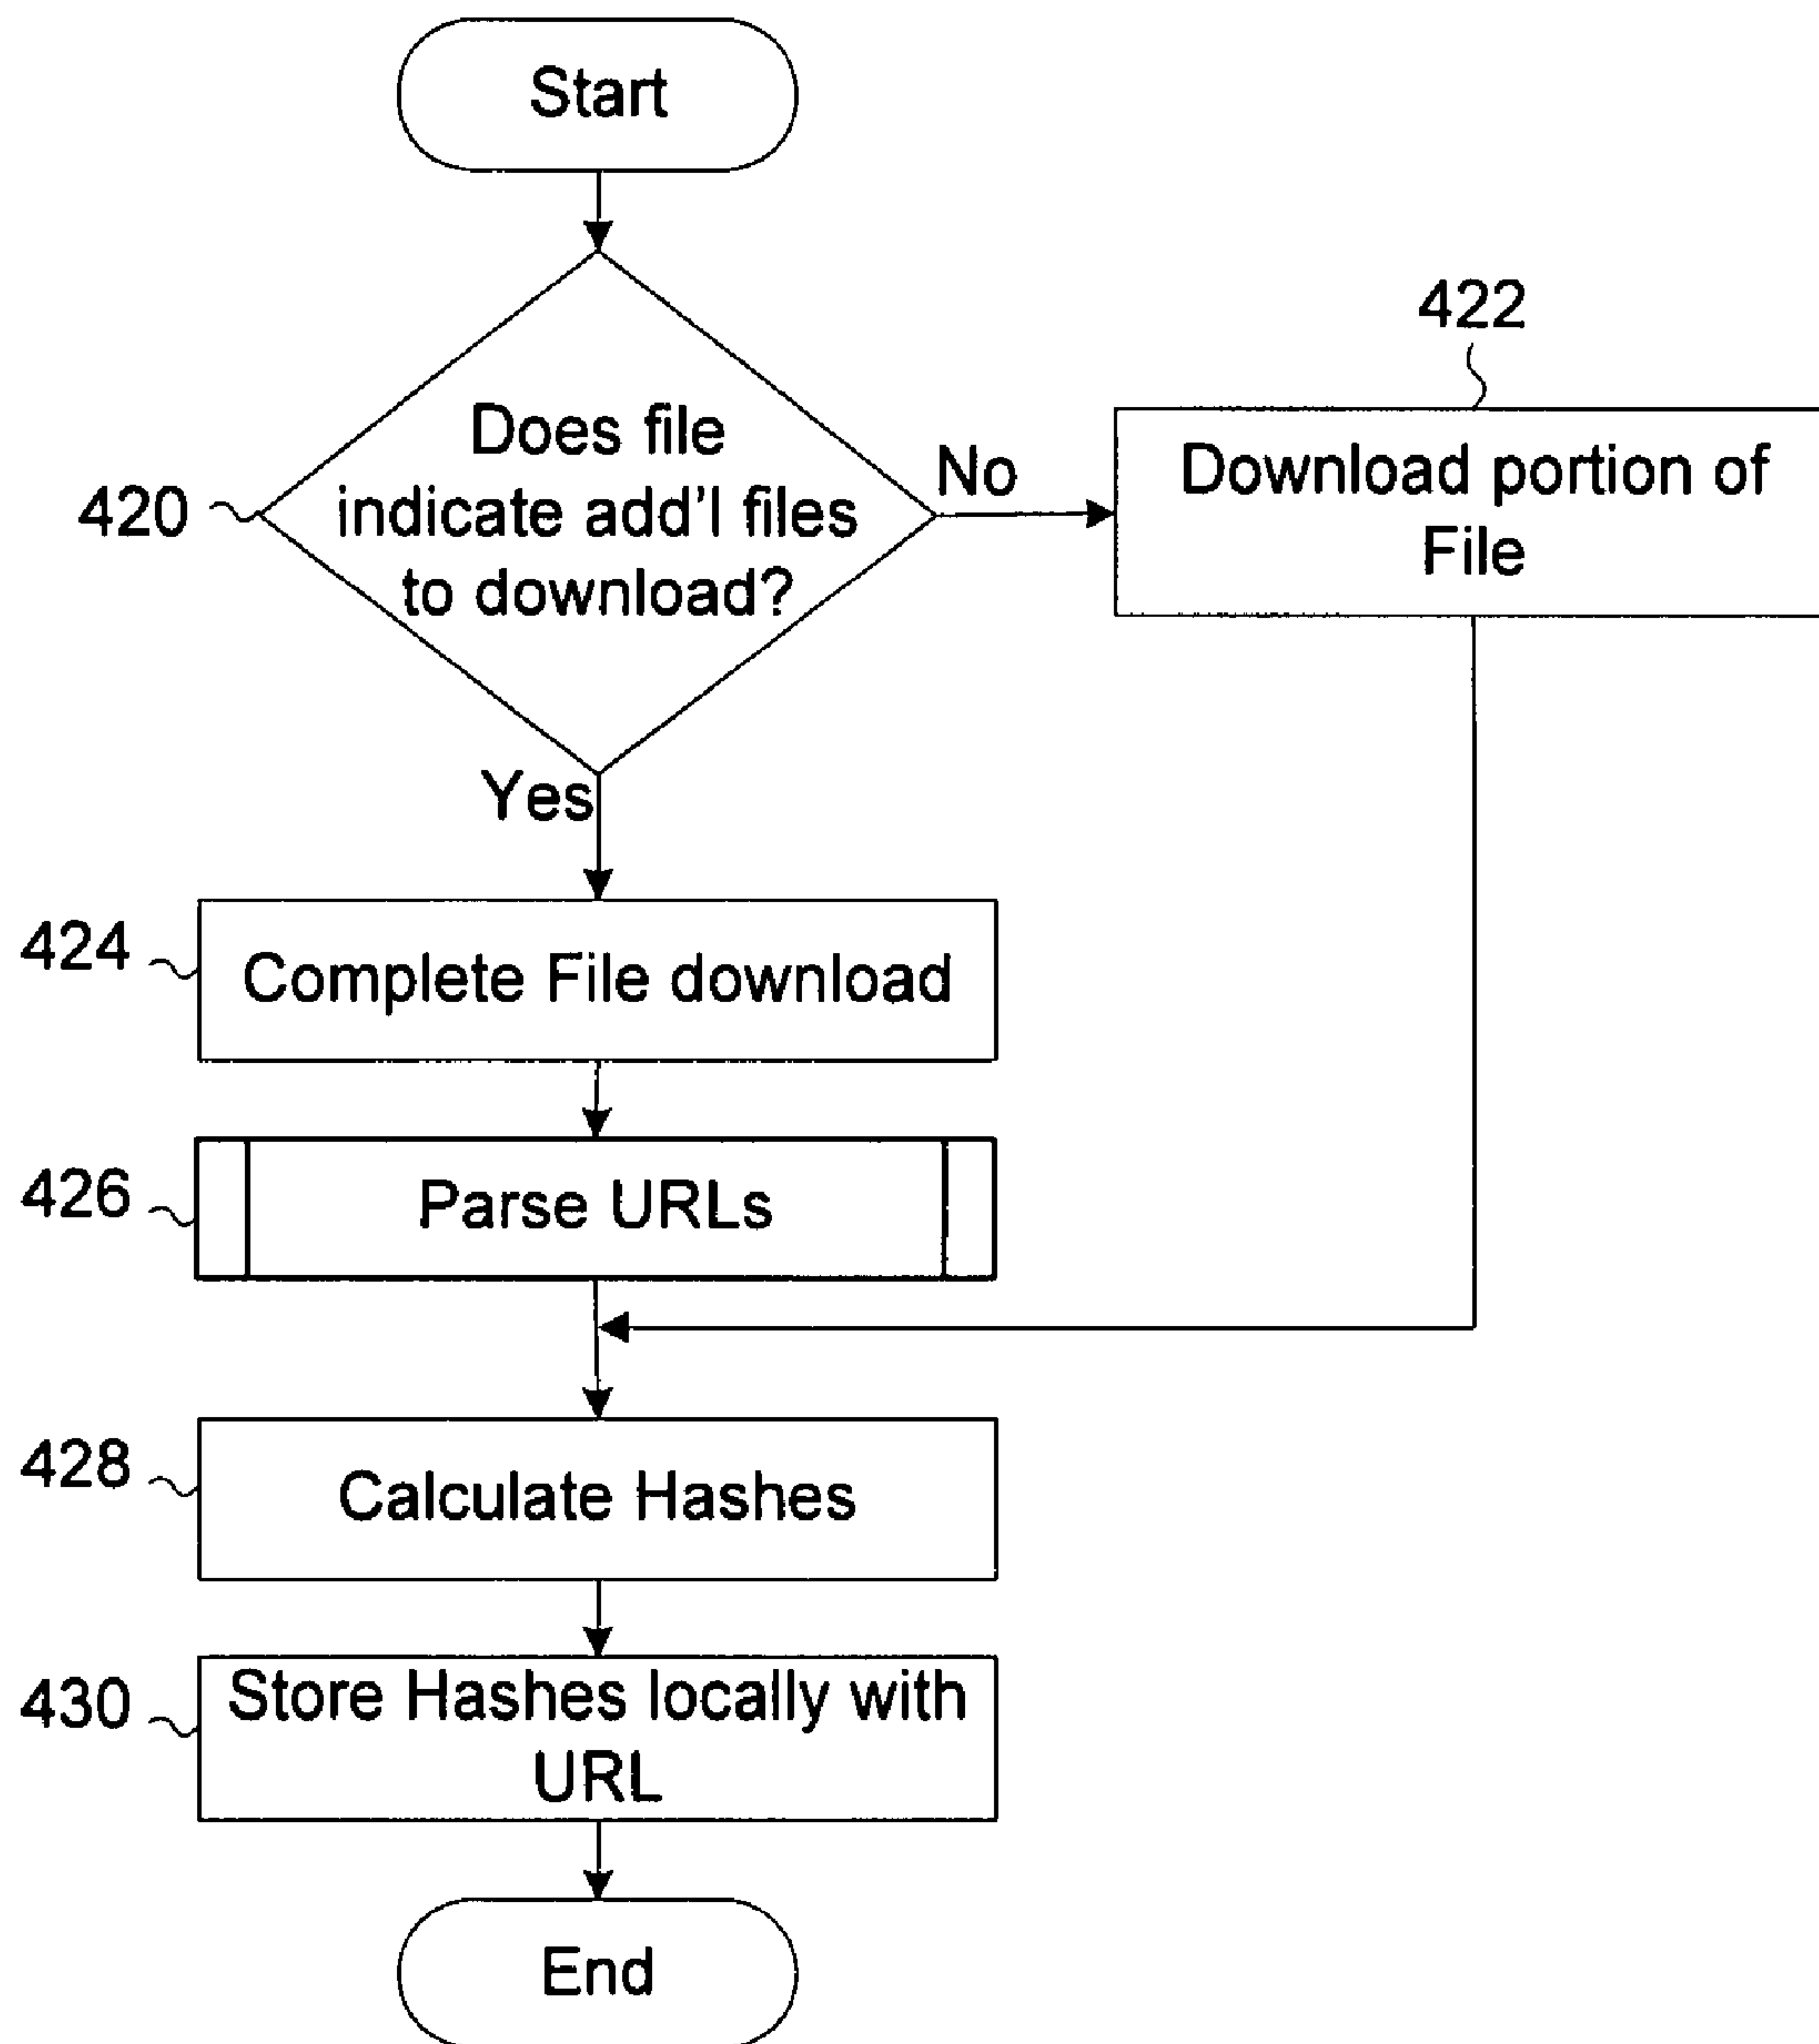 Start
422
Does file
indicate add'l files
to download?
420
No
Download portion of
File
Yes
424
Complete File download
426
Parse URLs
428
Calculate Hashes
430
Store Hashes locally with
URL
End